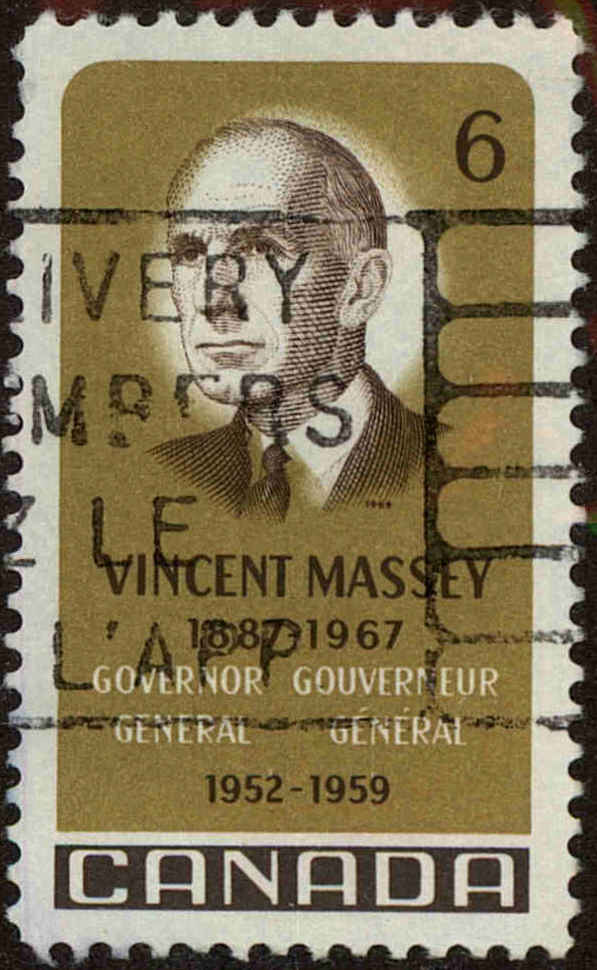 6
IVERY
MBERS
LE
L'APP
VINCENT MASSEY
1887-1967
GOVERNOR GOUVERNEUR
GENERAL GÉNÉRAL
1952-1959
CANADA